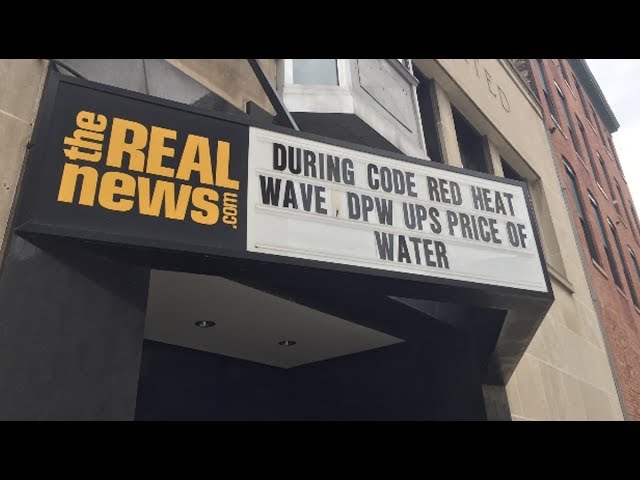 the REAL
news.com
DURING CODE RED HEAT
WAVE, DPW UPS PRICE OF
WATER